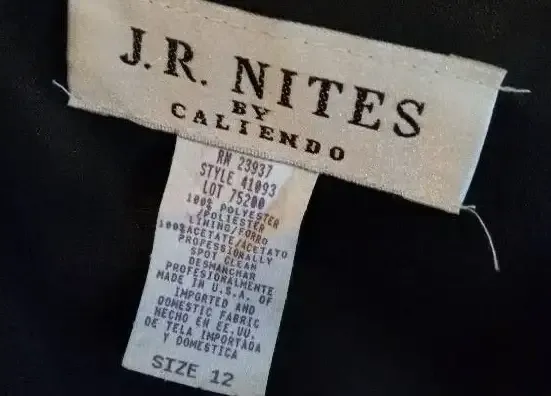 J.R. NITES
BY
CALIENDO
RN 23937
STYLE 41093
LOT 75200
100% POLYESTER
/POLIESTER
LINING/FORRO
100%ACETATE/ACETATO
PROFESSIONALLY
SPOT CLEAN
DESMANCHAR
PROFESIONALMENTE
MADE IN U.S.A. OF
IMPORTED AND
DOMESTIC FABRIC
HECHO EN EE.UU.
DE TELA IMPORTADA
Y DOMESTICA
SIZE 12